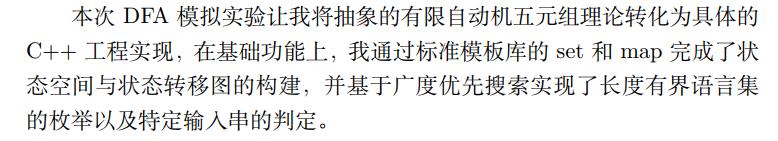 本次 DFA 模拟实验让我将抽象的有限自动机五元组理论转化为具体的
C++ 工程实现，在基础功能上，我通过标准模板库的 set 和 map 完成了状
态空间与状态转移图的构建，并基于广度优先搜索实现了长度有界语言集
的枚举以及特定输入串的判定。